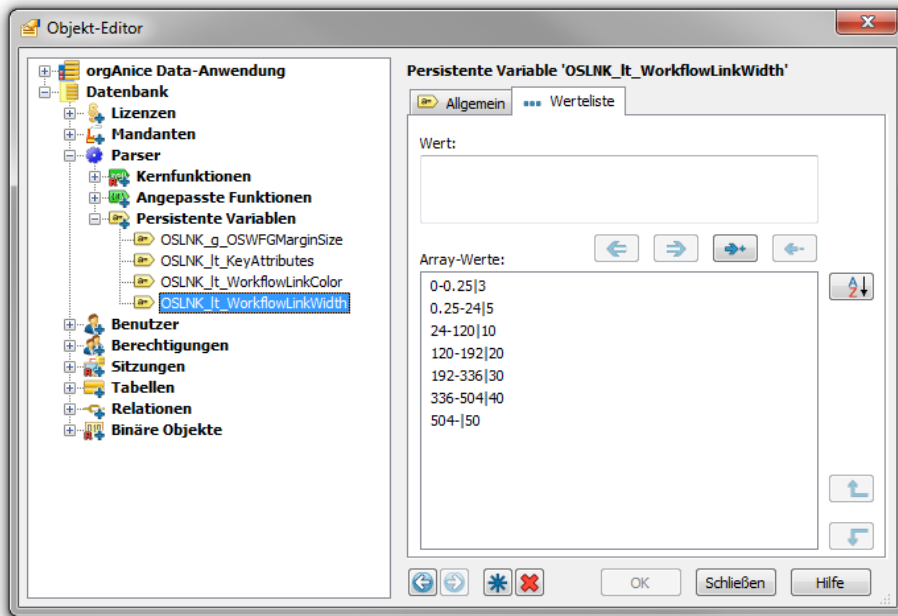 Objekt-Editor
orgAnice Data-Anwendung
Datenbank
Lizenzen
Mandanten
Parser
Kernfunktionen
Angepasste Funktionen
Persistente Variablen
OSLNK_g_OSWFGMarginSize
OSLNK_lt_KeyAttributes
OSLNK_lt_WorkflowLinkColor
OSLNK_lt_WorkflowLinkWidth
Benutzer
Berechtigungen
Sitzungen
Tabellen
Relationen
Binäre Objekte
Persistente Variable 'OSLNK_lt_WorkflowLinkWidth'
Allgemein Werteliste
Wert:
Array-Werte:
0-0.25|3
0.25-24|5
24-120|10
120-192|20
192-336|30
336-504|40
504-|50
OK Schließen Hilfe